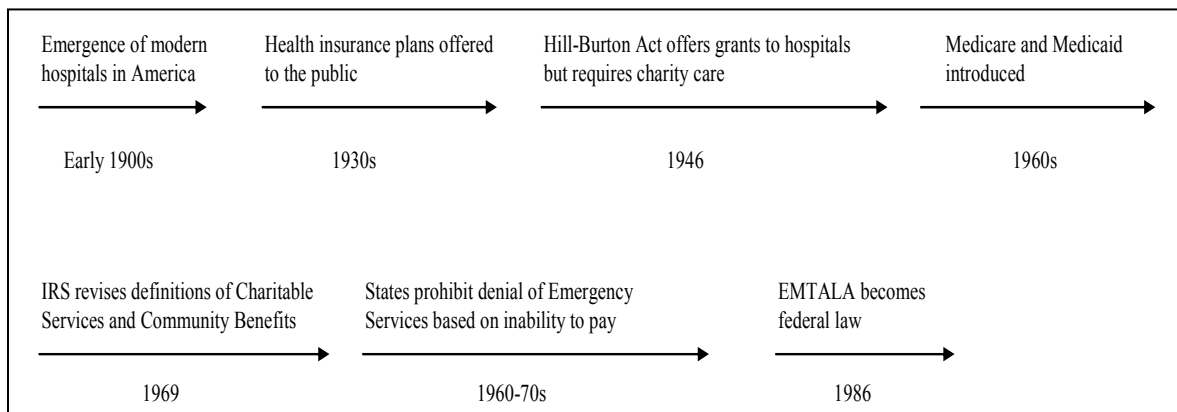 Emergence of modern
hospitals in America
Early 1900s
Health insurance plans offered
to the public
1930s
Hill-Burton Act offers grants to hospitals
but requires charity care
1946
Medicare and Medicaid
introduced
1960s
IRS revises definitions of Charitable
Services and Community Benefits
1969
States prohibit denial of Emergency
Services based on inability to pay
1960-70s
EMTALA becomes
federal law
1986